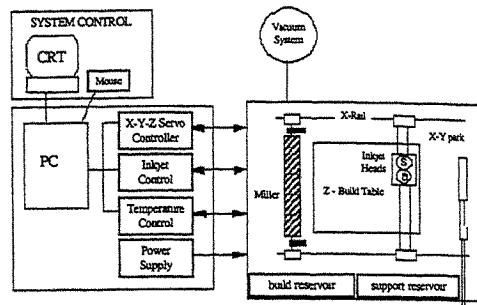 SYSTEM CONTROL
CRT
Mouse
PC
X-Y-Z Servo
Controller
Inkjet
Control
Temperature
Control
Power
Supply
Vacuum
System
X-Rail
X-Y park
Inkjet
Heads
S
B
Miller
Z - Build Table
build reservoir
support reservoir